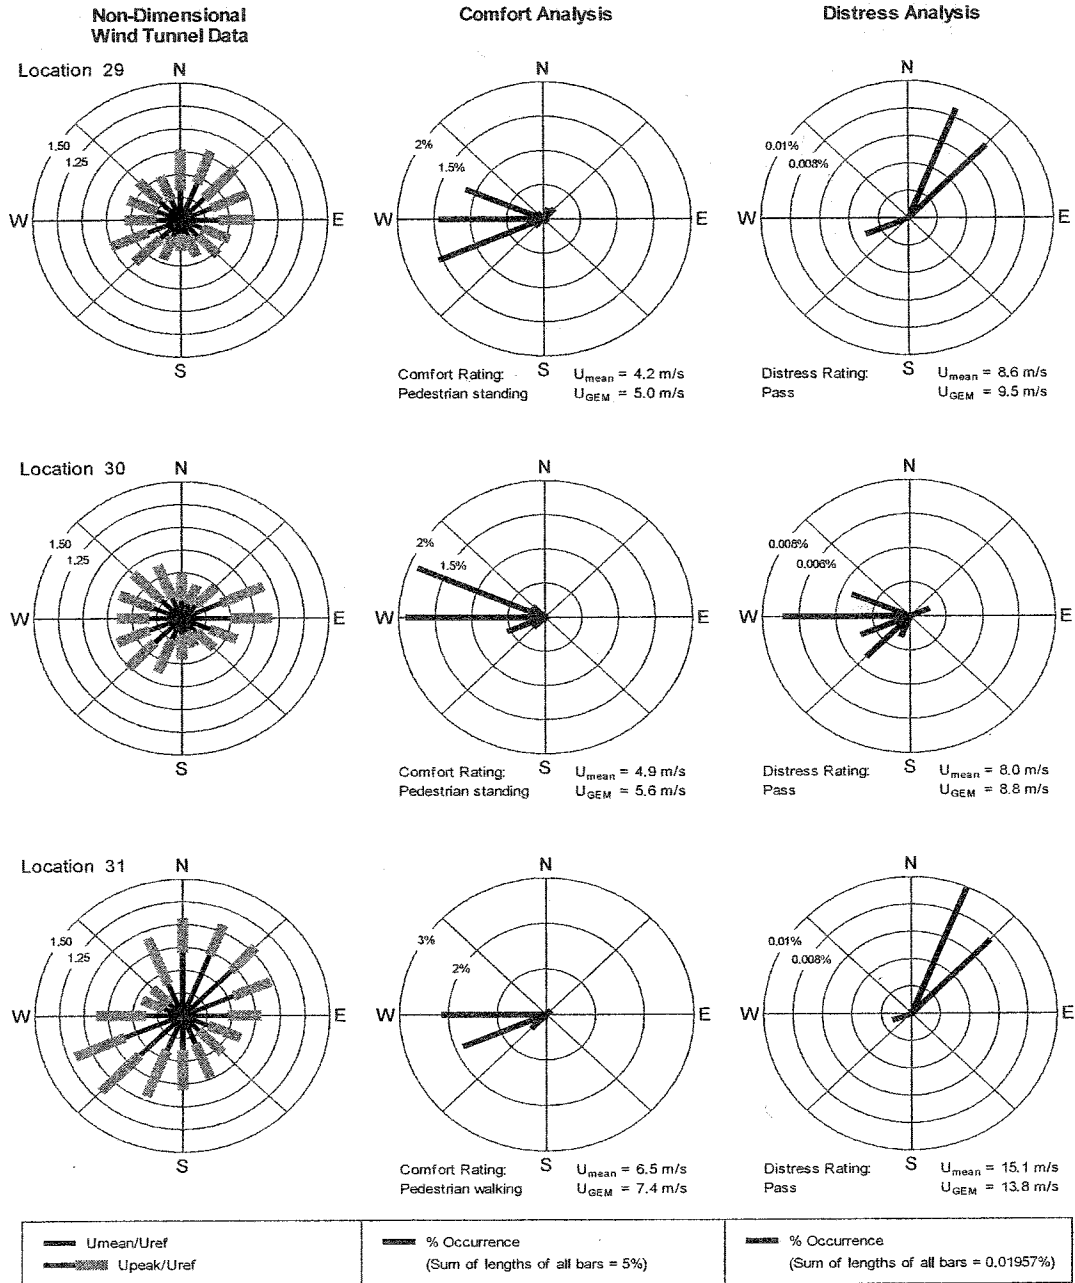 Non-Dimensional
Wind Tunnel Data
Comfort Analysis
Distress Analysis
Location 29
N
1.50
1.25
W
E
S
N
2%
1.5%
W
E
S
Comfort Rating:
Pedestrian standing
Umean = 4.2 m/s
UGEM = 5.0 m/s
N
0.01%
0.008%
W
E
S
Distress Rating:
Pass
Umean = 8.6 m/s
UGEM = 9.5 m/s
Location 30
N
1.50
1.25
W
E
S
N
2%
1.5%
W
E
S
Comfort Rating:
Pedestrian standing
Umean = 4.9 m/s
UGEM = 5.6 m/s
N
0.008%
0.006%
W
E
S
Distress Rating:
Pass
Umean = 8.0 m/s
UGEM = 8.8 m/s
Location 31
N
1.50
1.25
W
E
S
N
3%
2%
W
E
S
Comfort Rating:
Pedestrian walking
Umean = 6.5 m/s
UGEM = 7.4 m/s
N
0.01%
0.008%
W
E
S
Distress Rating:
Pass
Umean = 15.1 m/s
UGEM = 13.8 m/s
Umean/Uref
Upeak/Uref
% Occurrence
(Sum of lengths of all bars = 5%)
% Occurrence
(Sum of lengths of all bars = 0.01957%)